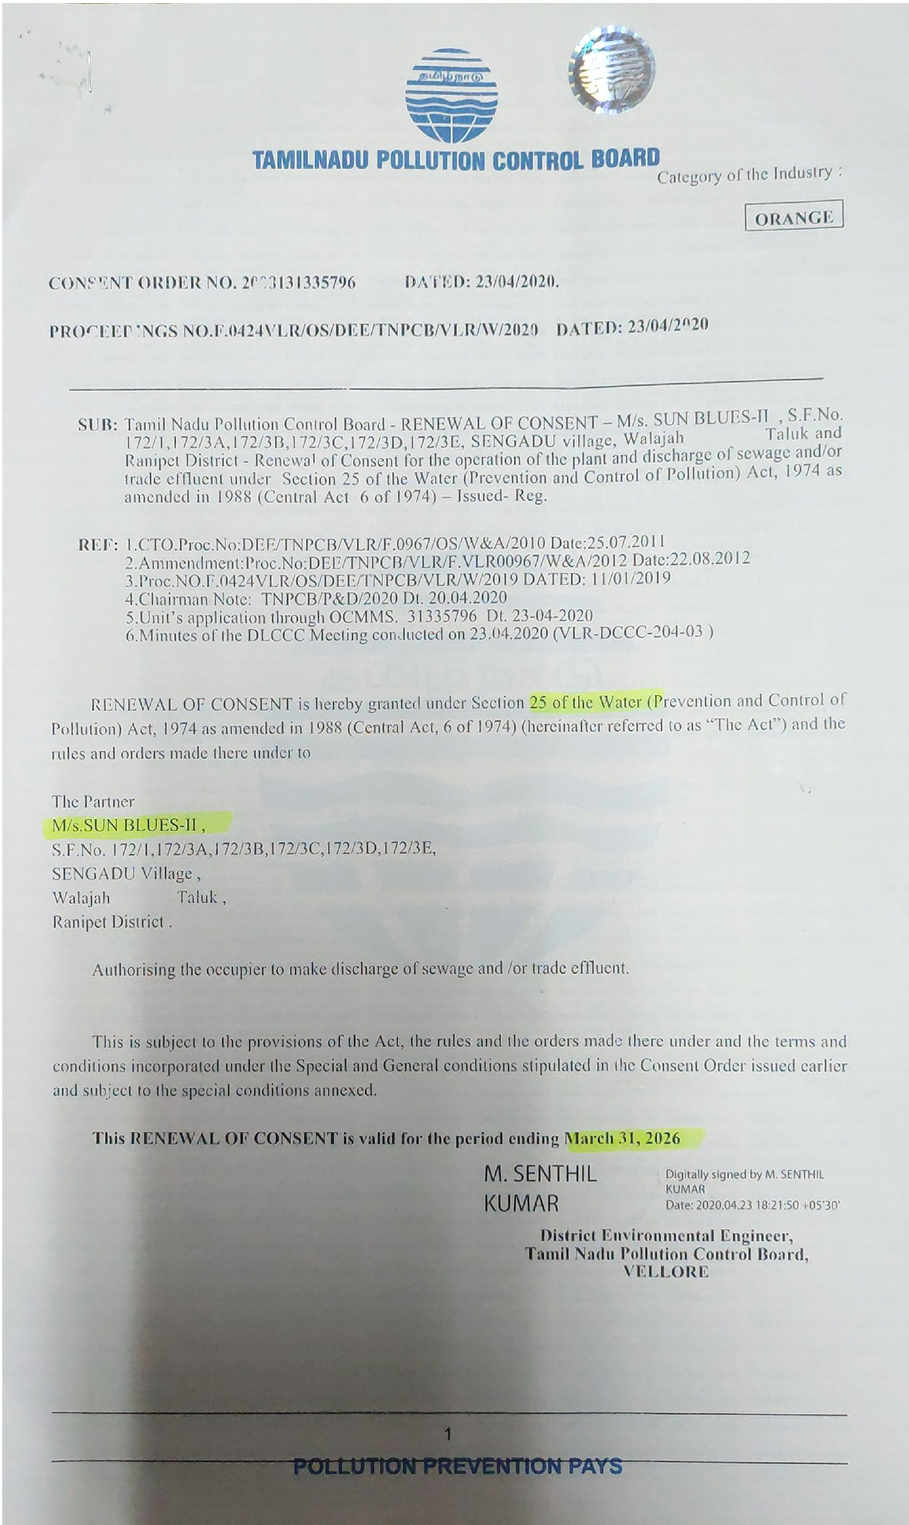 தமிழ்நாடு
TAMILNADU POLLUTION CONTROL BOARD
Category of the Industry :
ORANGE
CONSENT ORDER NO. DATED: 23/04/2020.
PROCEEDINGS NO.F.0424VLR/OS/DEE/TNPCB/VLR/W/2020 DATED: 23/04/2020
SUB: Tamil Nadu Pollution Control Board - RENEWAL OF CONSENT – M/s. SUN BLUES-II , S.F.No.
172/1,172/3A,172/3B,172/3C,172/3D,172/3E, SENGADU village, Walajah Taluk and
Ranipet District - Renewal of Consent for the operation of the plant and discharge of sewage and/or
trade effluent under Section 25 of the Water (Prevention and Control of Pollution) Act, 1974 as
amended in 1988 (Central Act 6 of 1974) – Issued- Reg.
REF: 1.CTO.Proc.No:DEE/TNPCB/VLR/F.0967/OS/W&A/2010 Date:25.07.2011
2.Ammendment:Proc.No:DEE/TNPCB/VLR/F.VLR00967/W&A/2012 Date:22.08.2012
3.Proc.NO.F.0424VLR/OS/DEE/TNPCB/VLR/W/2019 DATED: 11/01/2019
4.Chairman Note: TNPCB/P&D/2020 Dt. 20.04.2020
5.Unit's application through OCMMS. 31335796 Dt. 23-04-2020
6.Minutes of the DLCCC Meeting conducted on 23.04.2020 (VLR-DCCC-204-03 )
RENEWAL OF CONSENT is hereby granted under Section 25 of the Water (Prevention and Control of
Pollution) Act, 1974 as amended in 1988 (Central Act, 6 of 1974) (hereinafter referred to as “The Act”) and the
rules and orders made there under to
The Partner
M/s.SUN BLUES-II ,
S.F.No. 172/1,172/3A,172/3B,172/3C,172/3D,172/3E,
SENGADU Village ,
Walajah Taluk ,
Ranipet District .
Authorising the occupier to make discharge of sewage and /or trade effluent.
This is subject to the provisions of the Act, the rules and the orders made there under and the terms and
conditions incorporated under the Special and General conditions stipulated in the Consent Order issued earlier
and subject to the special conditions annexed.
This RENEWAL OF CONSENT is valid for the period ending March 31, 2026
M. SENTHIL
KUMAR
Digitally signed by M. SENTHIL
KUMAR
Date: 2020.04.23 18:21:50 +05'30'
District Environmental Engineer,
Tamil Nadu Pollution Control Board,
VELLORE
1
POLLUTION PREVENTION PAYS